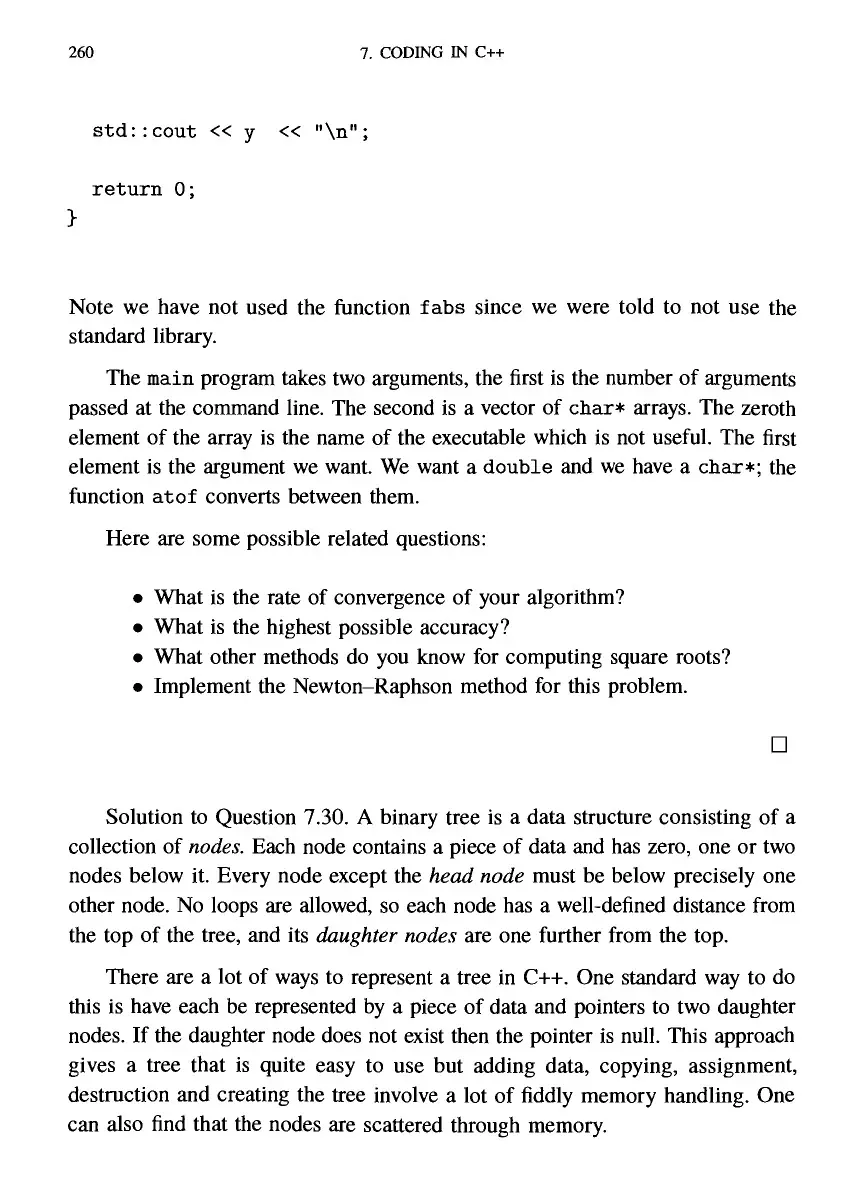 260
7. CODING IN C++
std::cout << y << "\n";
return 0;
}
Note we have not used the function fabs since we were told to not use the
standard library.
The main program takes two arguments, the first is the number of arguments
passed at the command line. The second is a vector of char* arrays. The zeroth
element of the array is the name of the executable which is not useful. The first
element is the argument we want. We want a double and we have a char*; the
function atof converts between them.
Here are some possible related questions:
• What is the rate of convergence of your algorithm?
• What is the highest possible accuracy?
• What other methods do you know for computing square roots?
• Implement the Newton–Raphson method for this problem.
□
Solution to Question 7.30. A binary tree is a data structure consisting of a
collection of nodes. Each node contains a piece of data and has zero, one or two
nodes below it. Every node except the head node must be below precisely one
other node. No loops are allowed, so each node has a well-defined distance from
the top of the tree, and its daughter nodes are one further from the top.
There are a lot of ways to represent a tree in C++. One standard way to do
this is have each be represented by a piece of data and pointers to two daughter
nodes. If the daughter node does not exist then the pointer is null. This approach
gives a tree that is quite easy to use but adding data, copying, assignment,
destruction and creating the tree involve a lot of fiddly memory handling. One
can also find that the nodes are scattered through memory.